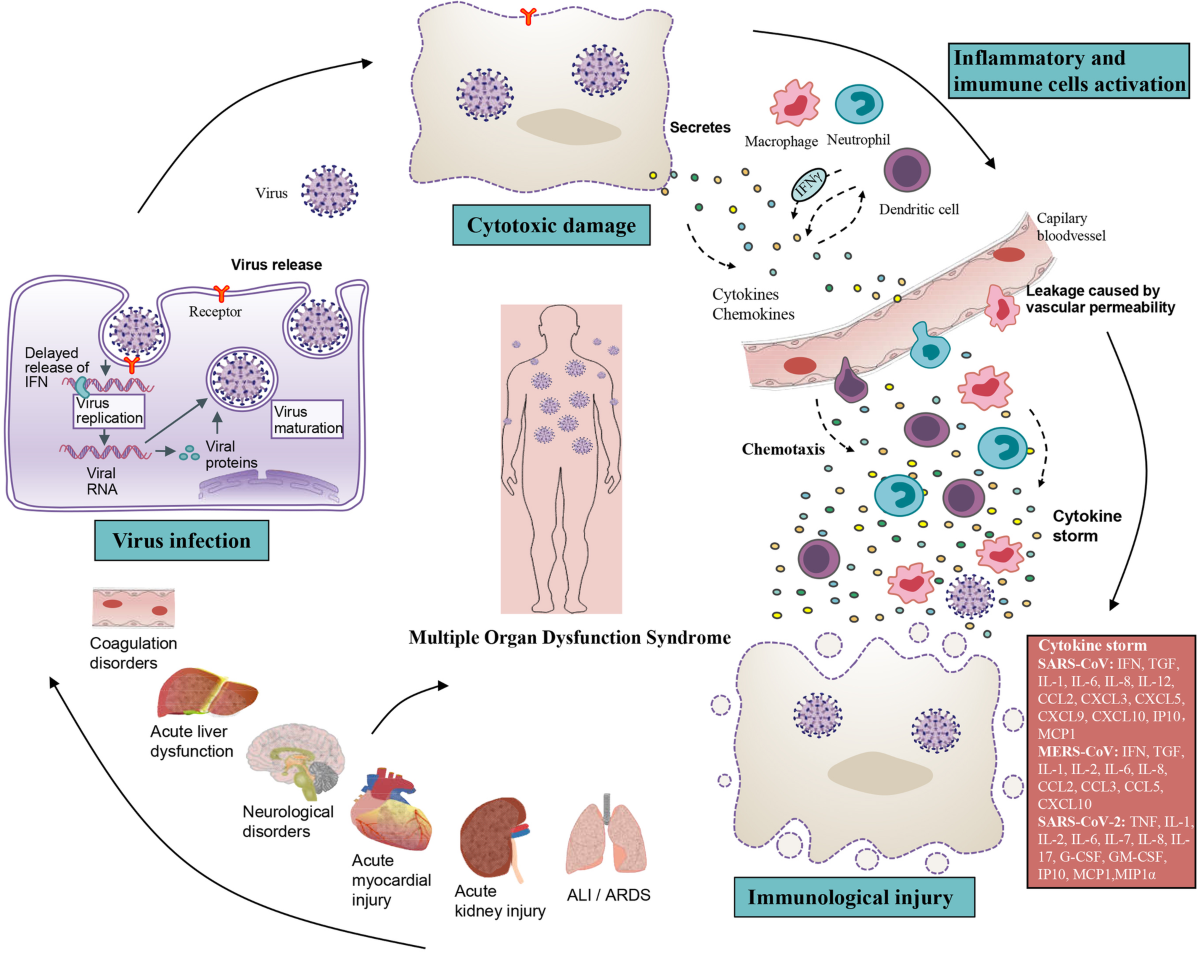 Inflammatory and
imumune cells activation
Secretes
Macrophage
Neutrophil
IFNγ
Dendritic cell
Virus
Cytotoxic damage
Capilary
bloodvessel
Virus release
Receptor
Cytokines
Chemokines
Leakage caused by
vascular permeability
Delayed
release of
IFN
Virus
replication
Virus
maturation
Viral
proteins
Viral
RNA
Chemotaxis
Virus infection
Cytokine
storm
Coagulation
disorders
Multiple Organ Dysfunction Syndrome
Acute liver
dysfunction
Neurological
disorders
Acute
myocardial
injury
Acute
kidney injury
ALI / ARDS
Immunological injury
Cytokine storm
SARS-CoV: IFN, TGF,
IL-1, IL-6, IL-8, IL-12,
CCL2, CXCL3, CXCL5,
CXCL9, CXCL10, IP10,
MCP1
MERS-CoV: IFN, TGF,
IL-1, IL-2, IL-6, IL-8,
CCL2, CCL3, CCL5,
CXCL10
SARS-CoV-2: TNF, IL-1,
IL-2, IL-6, IL-7, IL-8, IL-
17, G-CSF, GM-CSF,
IP10, MCP1,MIP1α